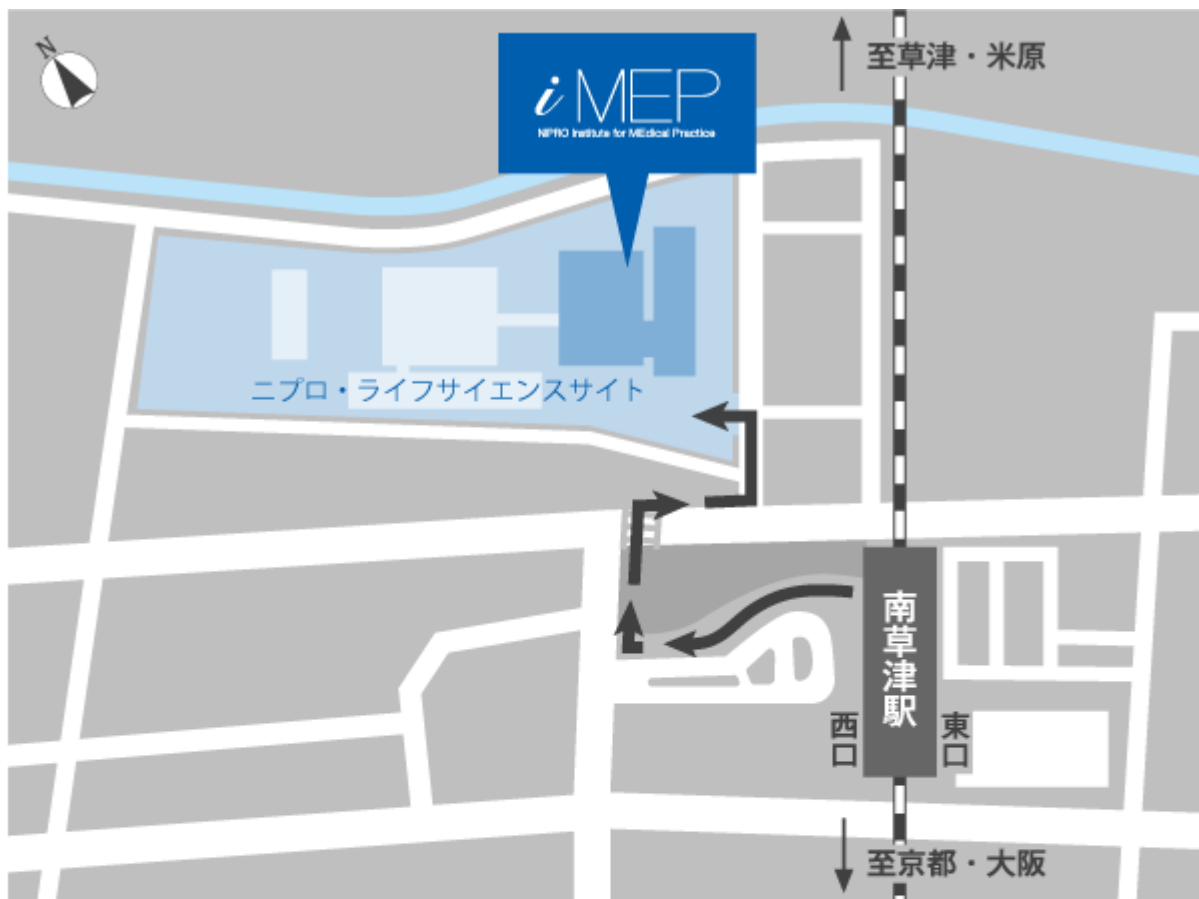 N
i MEP
NIPRO Institute for MEdical Practice
至草津・米原
ニプロ・ライフサイエンスサイト
南草津駅
西口
東口
至京都・大阪